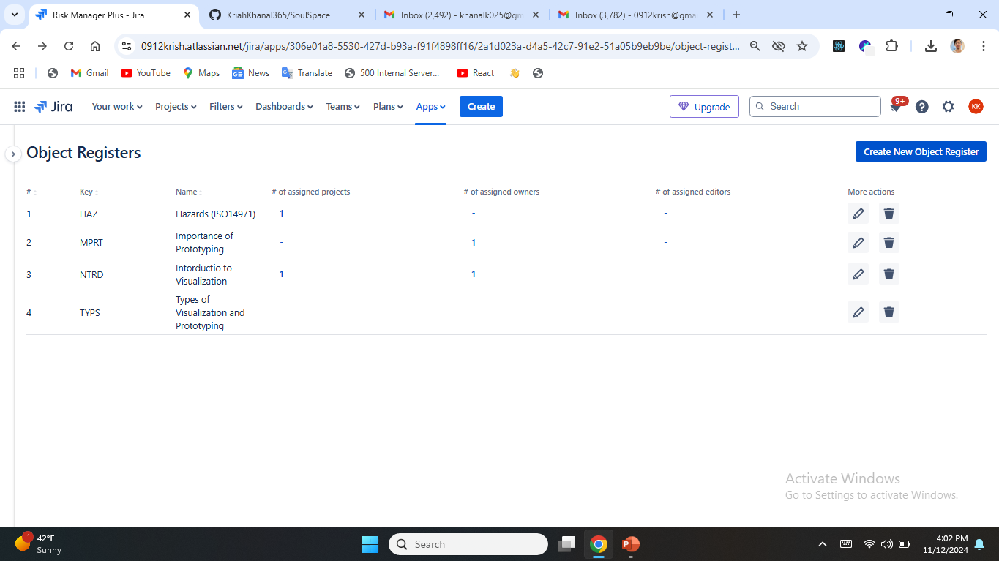 Risk Manager Plus - Jira
KriahKhanal365/SoulSpace
Inbox (2,492) - khanalk025@gm
Inbox (3,782) - 0912krish@gma
0912krish.atlassian.net/jira/apps/306e01a8-5530-427d-b93a-f91f4898ff16/2a1d023a-d4a5-42c7-91e2-51a05b9eb9be/object-regist...
Gmail
YouTube
Maps
News
Translate
500 Internal Server...
React
Jira
Your work
Projects
Filters
Dashboards
Teams
Plans
Apps
Create
Upgrade
Search
9+
KK
Object Registers
Create New Object Register
# Key Name # of assigned projects # of assigned owners # of assigned editors More actions
1 HAZ Hazards (ISO14971) 1 - -
2 MPRT Importance of
Prototyping - 1 -
3 NTRD Intorductio to
Visualization 1 1 -
4 TYPS Types of
Visualization and
Prototyping - - -
Activate Windows
Go to Settings to activate Windows.
1
42°F
Sunny
Search
4:02 PM
11/12/2024